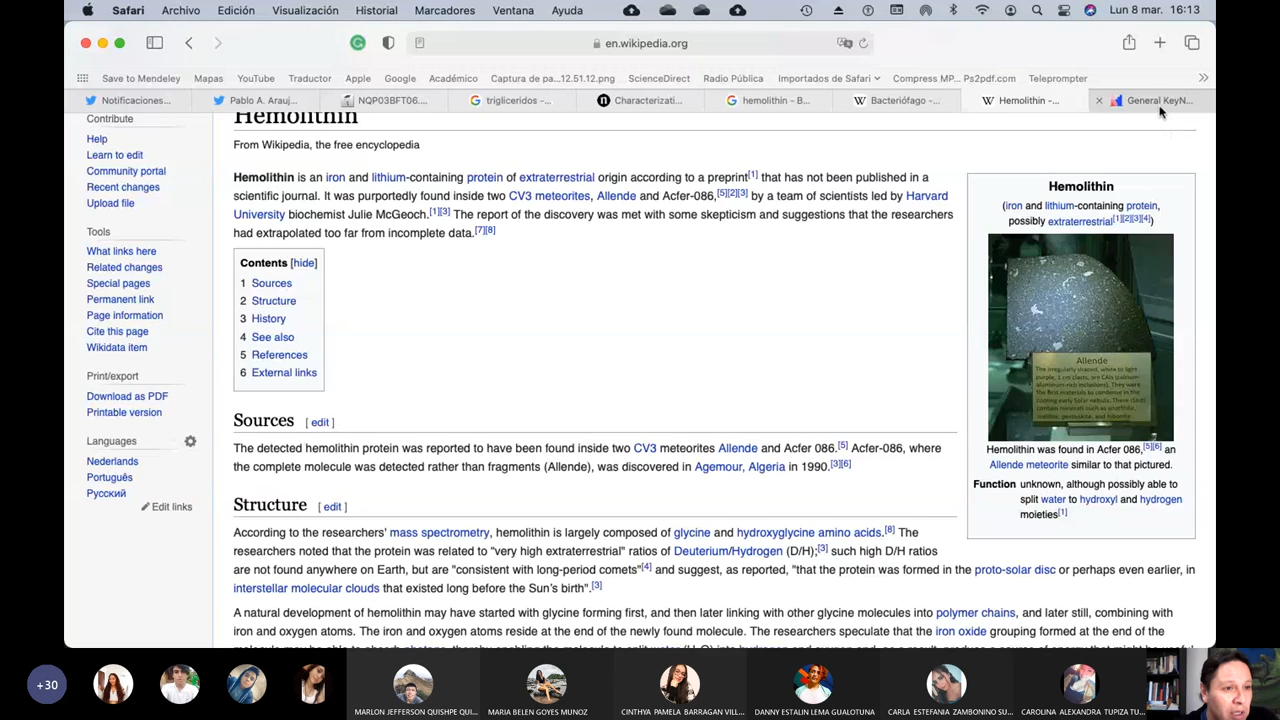 Safari Archivo Edición Visualización Historial Marcadores Ventana Ayuda Lun 8 mar. 16:13
en.wikipedia.org
Save to Mendeley Mapas YouTube Traductor Apple Google Académico Captura de pa...12.51.12.png ScienceDirect Radio Pública Importados de Safari Compress MP... Ps2pdf.com Teleprompter
Notificaciones... Pablo A. Arauj... NQP03BFT06.... trigliceridos -... Characterizati... hemolithin - B... Bacteriófago -... Hemolithin -... General KeyN...
Hemolithin
Contribute
Help
Learn to edit
Community portal
Recent changes
Upload file
Tools
What links here
Related changes
Special pages
Permanent link
Page information
Cite this page
Wikidata item
Print/export
Download as PDF
Printable version
Languages
Nederlands
Português
Русский
Edit links
From Wikipedia, the free encyclopedia
Hemolithin is an iron and lithium-containing protein of extraterrestrial origin according to a preprint[1] that has not been published in a
scientific journal. It was purportedly found inside two CV3 meteorites, Allende and Acfer-086,[5][2][3] by a team of scientists led by Harvard
University biochemist Julie McGeoch.[1][3] The report of the discovery was met with some skepticism and suggestions that the researchers
had extrapolated too far from incomplete data.[7][8]
Contents [hide]
1 Sources
2 Structure
3 History
4 See also
5 References
6 External links
Sources [ edit ]
The detected hemolithin protein was reported to have been found inside two CV3 meteorites Allende and Acfer 086.[5] Acfer-086, where
the complete molecule was detected rather than fragments (Allende), was discovered in Agemour, Algeria in 1990.[3][6]
Structure [ edit ]
According to the researchers' mass spectrometry, hemolithin is largely composed of glycine and hydroxyglycine amino acids.[8] The
researchers noted that the protein was related to "very high extraterrestrial" ratios of Deuterium/Hydrogen (D/H);[3] such high D/H ratios
are not found anywhere on Earth, but are "consistent with long-period comets"[4] and suggest, as reported, "that the protein was formed in the proto-solar disc or perhaps even earlier, in
interstellar molecular clouds that existed long before the Sun's birth".[3]
A natural development of hemolithin may have started with glycine forming first, and then later linking with other glycine molecules into polymer chains, and later still, combining with
iron and oxygen atoms. The iron and oxygen atoms reside at the end of the newly found molecule. The researchers speculate that the iron oxide grouping formed at the end of the
Hemolithin
(iron and lithium-containing protein,
possibly extraterrestrial[1][2][3][4])
Allende
Hemolithin was found in Acfer 086,[5][6] an
Allende meteorite similar to that pictured.
Function unknown, although possibly able to
split water to hydroxyl and hydrogen
moieties[1]
+30 MARLON JEFFERSON QUISHPE QUI... MARIA BELEN GOYES MUNOZ CINTHYA PAMELA BARRAGAN VILL... DANNY ESTALIN LEMA GUALOTUNA CARLA ESTEFANIA ZAMBONINO SU... CAROLINA ALEXANDRA TUPIZA TU...